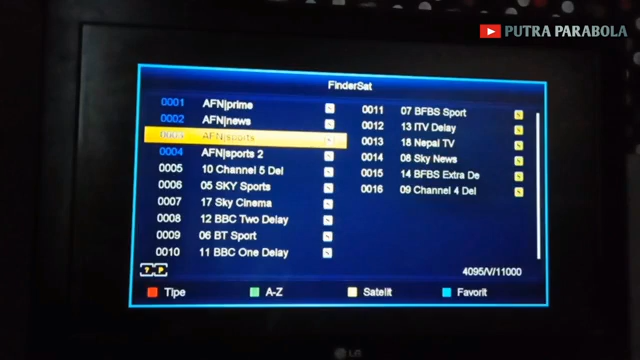 PUTRA PARABOLA
FinderSat
0001 AFN|prime
0002 AFN|news
0003 AFN|sports
0004 AFN|sports 2
0005 10 Channel 5 Del
0006 05 SKY Sports
0007 17 Sky Cinema
0008 12 BBC Two Delay
0009 06 BT Sport
0010 11 BBC One Delay
0011 07 BFBS Sport
0012 13 ITV Delay
0013 18 Nepal TV
0014 08 Sky News
0015 14 BFBS Extra De
0016 09 Channel 4 Del
? P
4095/V/11000
Tipe A-Z Satelit Favorit
LG